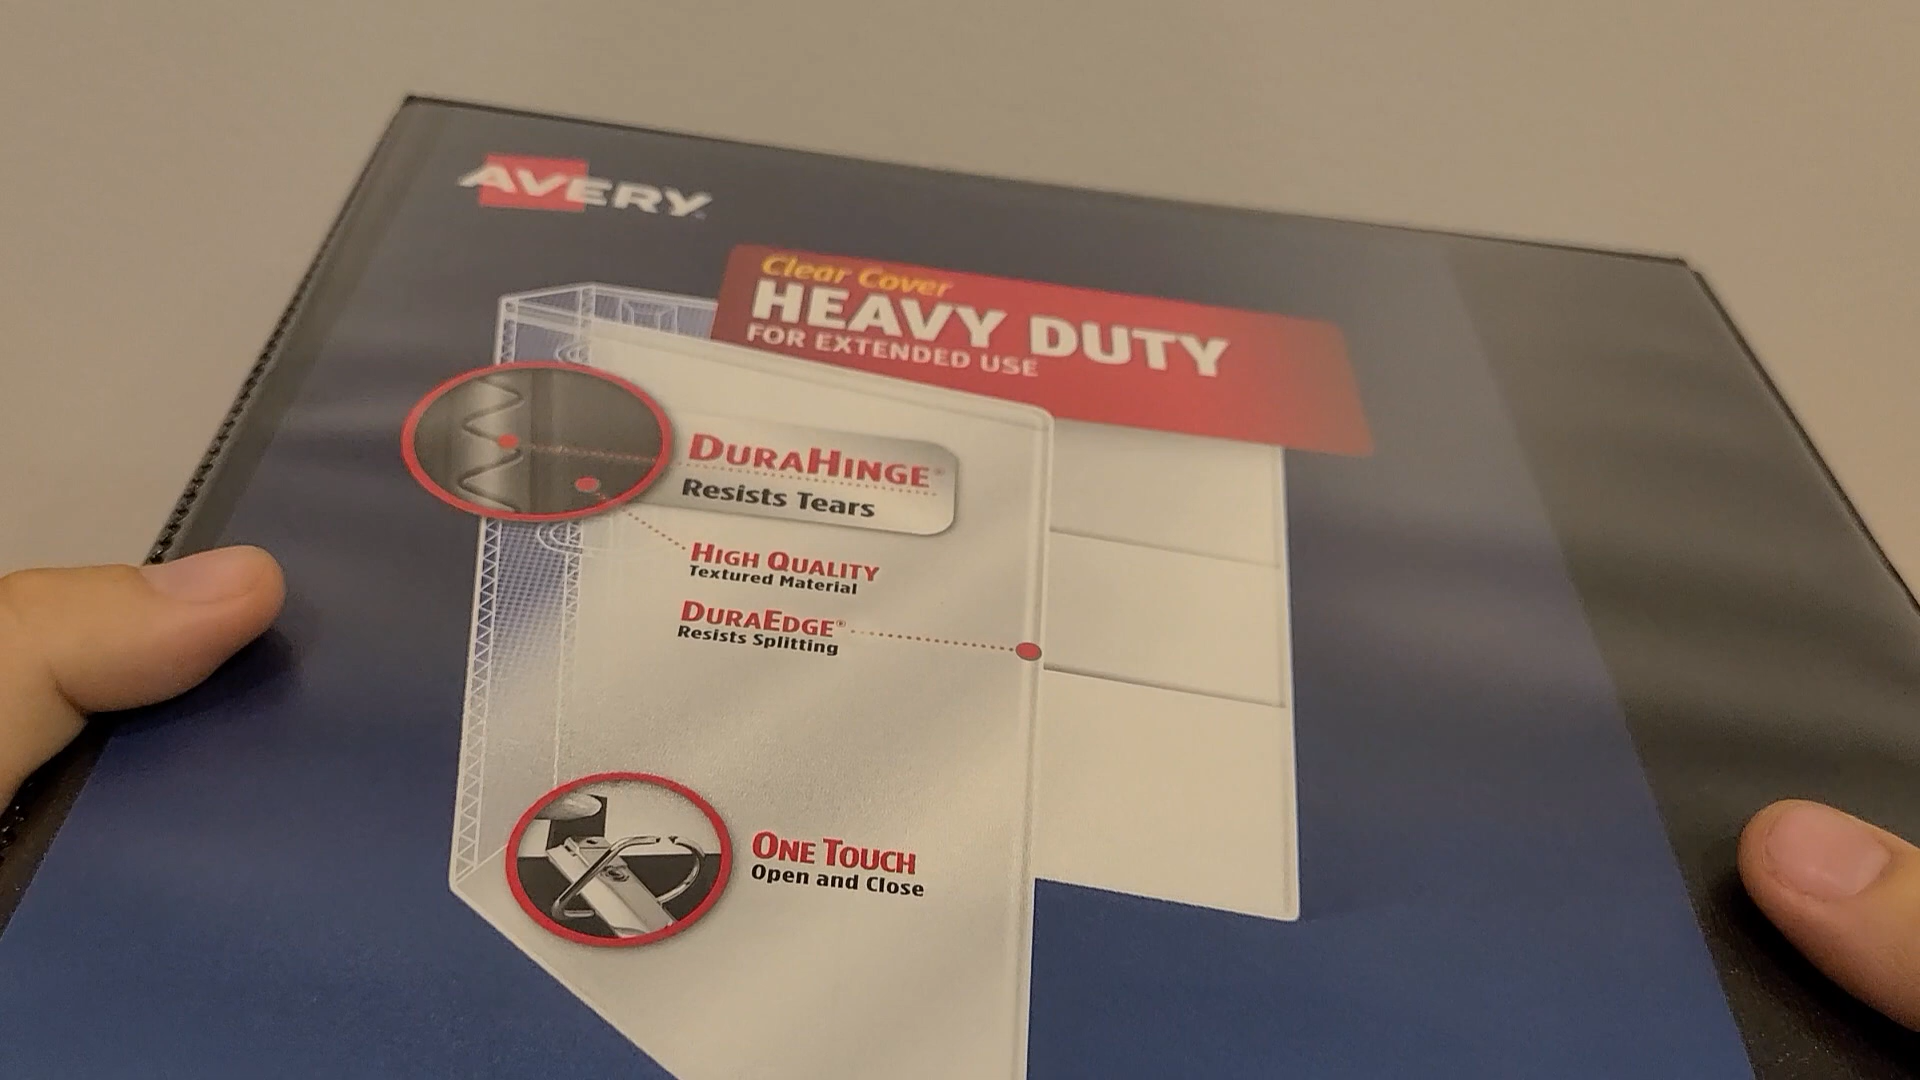 AVERY
Clear Cover
HEAVY DUTY
FOR EXTENDED USE
DURAHINGE®
Resists Tears
HIGH QUALITY
Textured Material
DURAEDGE®
Resists Splitting
ONE TOUCH
Open and Close